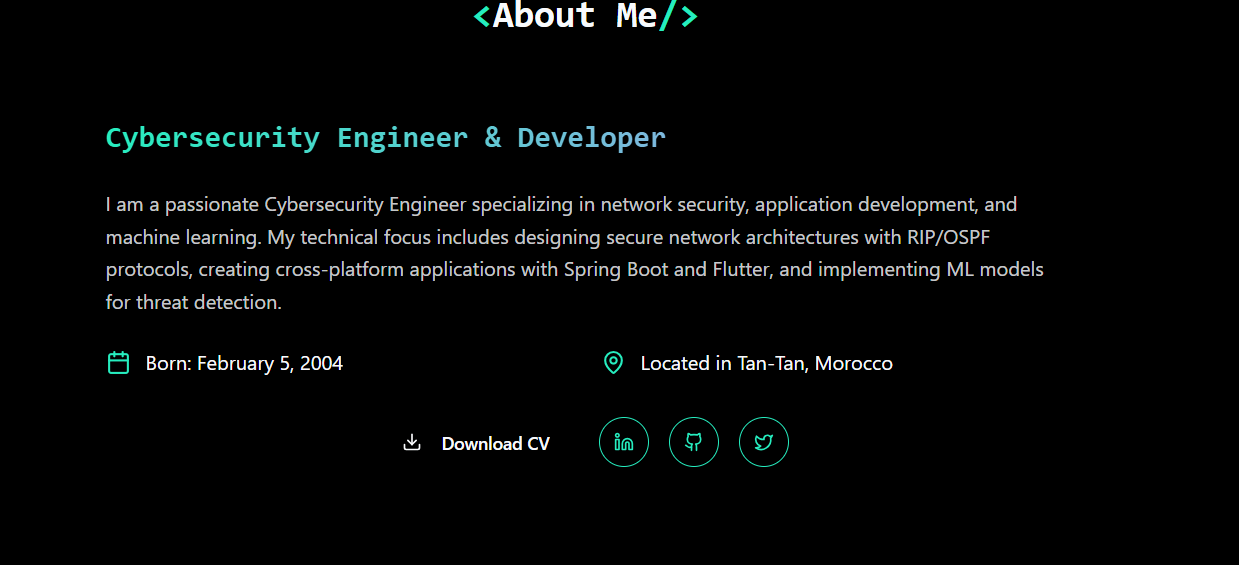 <About Me/>
Cybersecurity Engineer & Developer
I am a passionate Cybersecurity Engineer specializing in network security, application development, and
machine learning. My technical focus includes designing secure network architectures with RIP/OSPF
protocols, creating cross-platform applications with Spring Boot and Flutter, and implementing ML models
for threat detection.
Born: February 5, 2004
Located in Tan-Tan, Morocco
Download CV